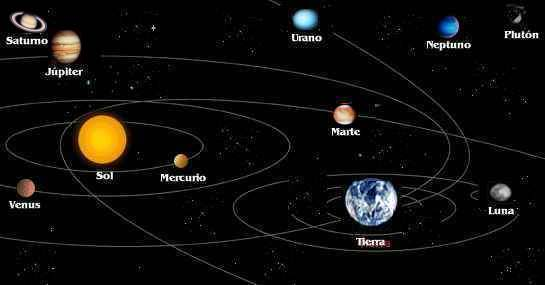 Saturno
Júpiter
Urano
Neptuno
Plutón
Marte
Sol
Mercurio
Venus
Luna
Tierra